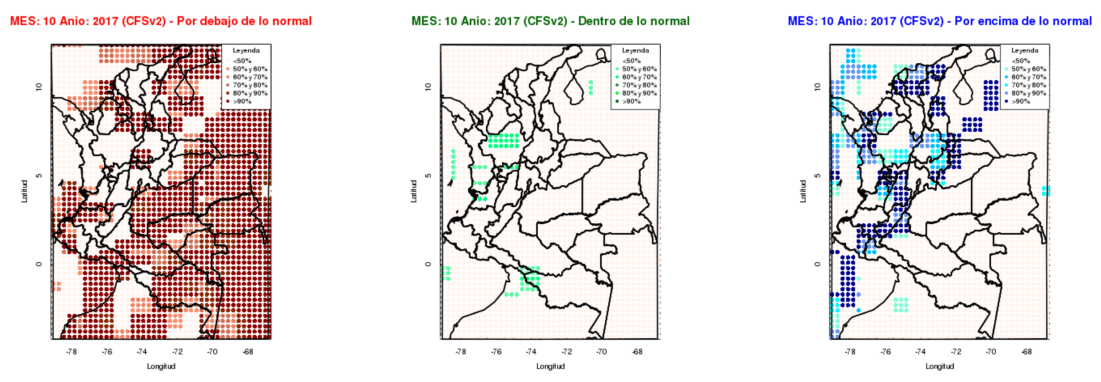 MES: 10 Anio: 2017 (CFSv2) - Por debajo de lo normal
Leyenda
<50%
50% y 60%
60% y 70%
70% y 80%
80% y 90%
>90%
10
5
0
Latitud
-78 -76 -74 -72 -70 -68
Longitud
MES: 10 Anio: 2017 (CFSv2) - Dentro de lo normal
Leyenda
<50%
50% y 60%
60% y 70%
70% y 80%
80% y 90%
>90%
10
5
0
Latitud
-78 -76 -74 -72 -70 -68
Longitud
MES: 10 Anio: 2017 (CFSv2) - Por encima de lo normal
Leyenda
<50%
50% y 60%
60% y 70%
70% y 80%
80% y 90%
>90%
10
5
0
Latitud
-78 -76 -74 -72 -70 -68
Longitud